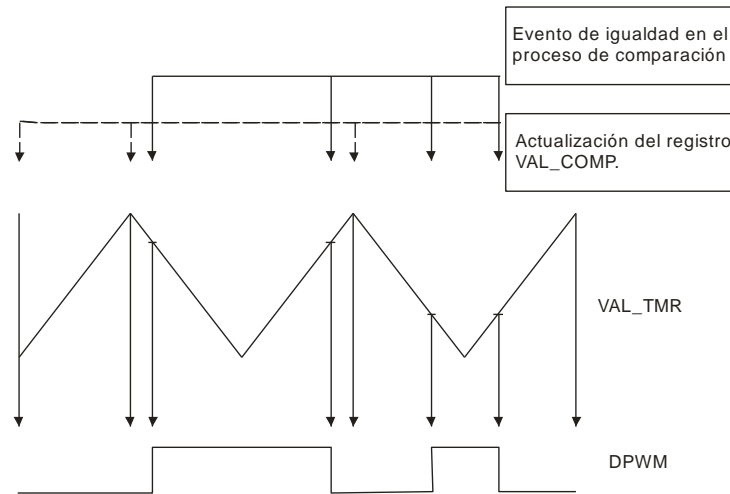 Evento de igualdad en el
proceso de comparación
Actualización del registro
VAL_COMP.
VAL_TMR
DPWM